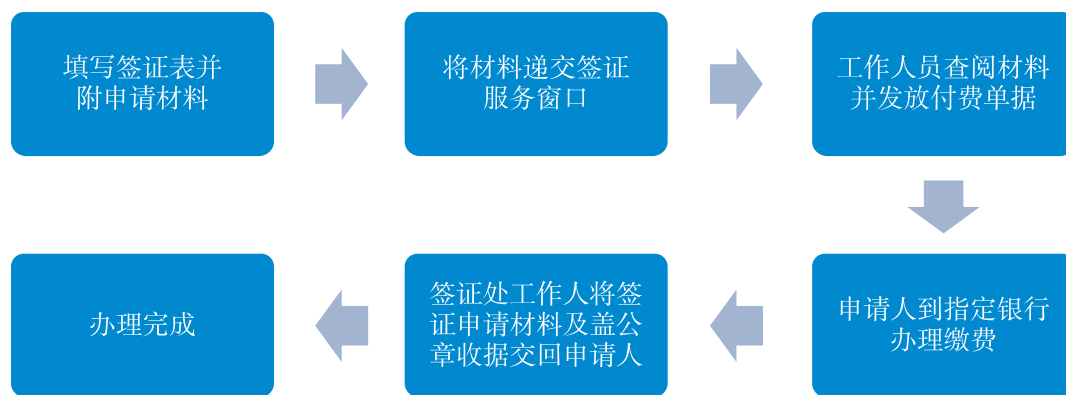 填写签证表并
附申请材料
将材料递交签证
服务窗口
工作人员查阅材料
并发放付费单据
申请人到指定银行
办理缴费
签证处工作人将签
证申请材料及盖公
章收据交回申请人
办理完成